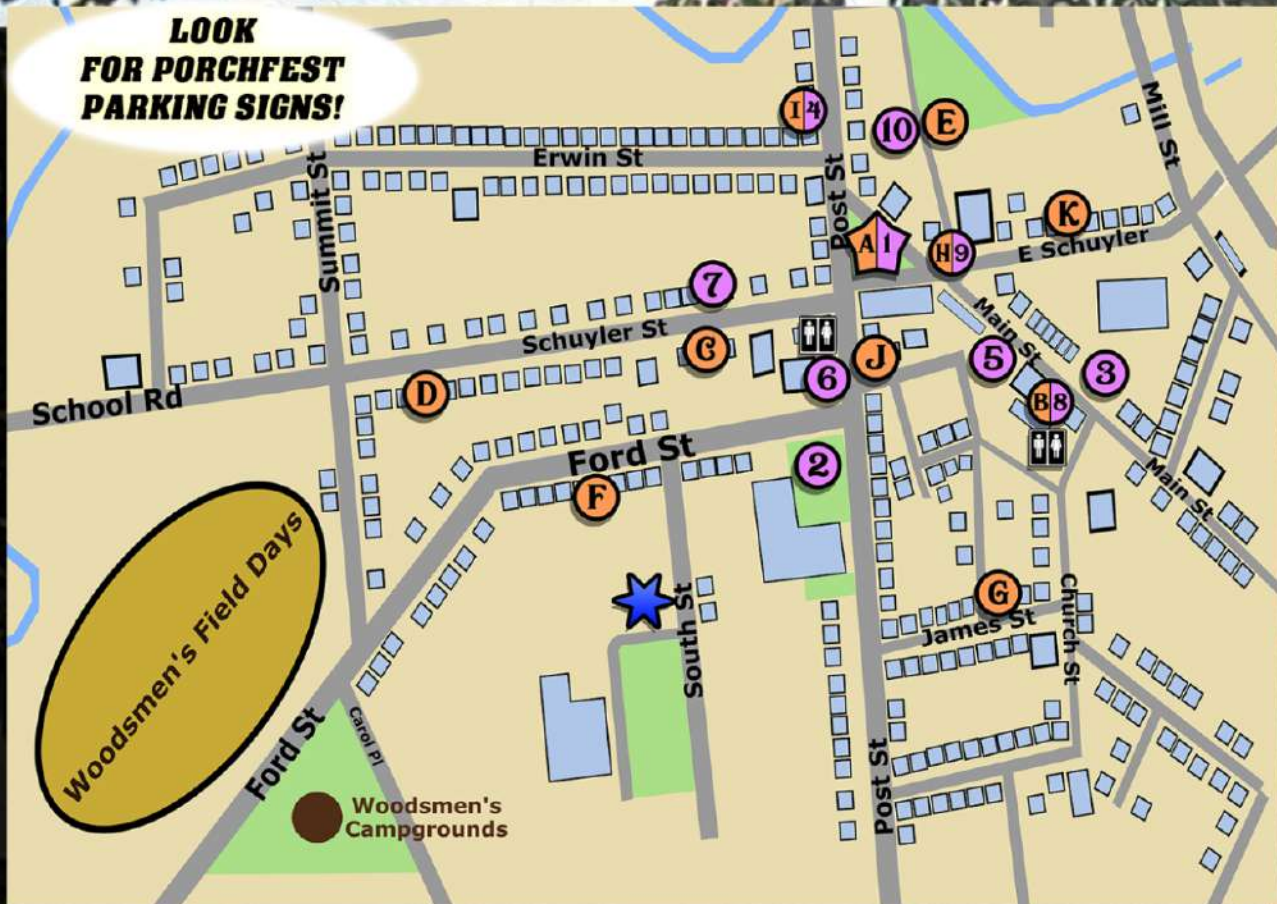 LOOK
FOR PORCHFEST
PARKING SIGNS!
I 4
10
E
Mill St
Erwin St
Post St
Summit St
K
A 1
H 9
E Schuyler
7
Schuyler St
Main St
C
J
5
3
6
D
B 8
School Rd
Ford St
2
F
Main St
Woodsmen's Field Days
G
James St
Church St
South St
Ford St
Carol Pl
Post St
Woodsmen's
Campgrounds